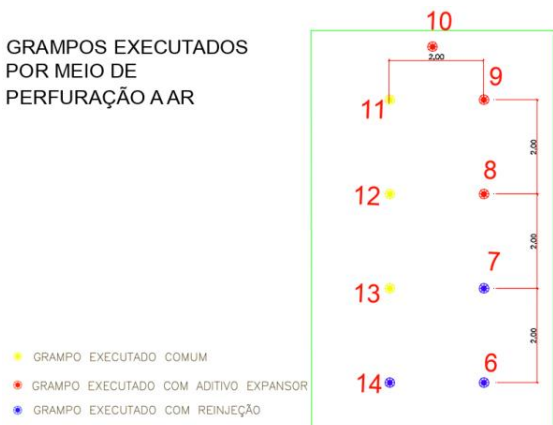 GRAMPOS EXECUTADOS
POR MEIO DE
PERFURAÇÃO A AR
10
2,00
9
11
2,00
8
12
2,00
7
13
2,00
14
6
GRAMPO EXECUTADO COMUM
GRAMPO EXECUTADO COM ADITIVO EXPANSOR
GRAMPO EXECUTADO COM REINJEÇÃO